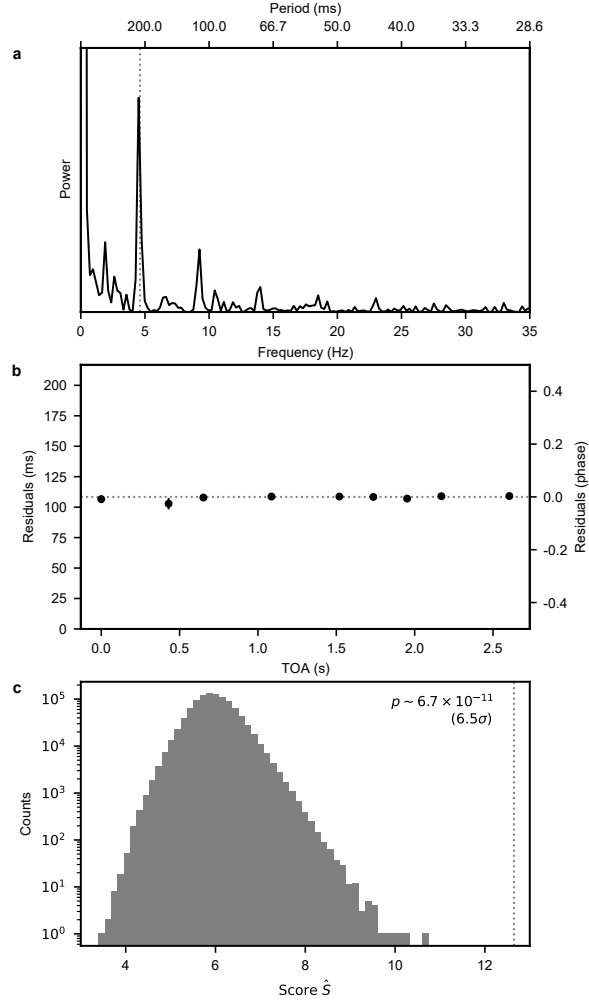 Period (ms)
200.0 100.0 66.7 50.0 40.0 33.3 28.6
a
Power
0 5 10 15 20 25 30 35
Frequency (Hz)
b
200
175
150
125
100
75
50
25
0
Residuals (ms)
0.4
0.2
0.0
-0.2
-0.4
Residuals (phase)
0.0 0.5 1.0 1.5 2.0 2.5
TOA (s)
c
10⁵
10⁴
10³
10²
10¹
10⁰
Counts
p ~ 6.7 × 10⁻¹¹
(6.5σ)
4 6 8 10 12
Score Ŝ